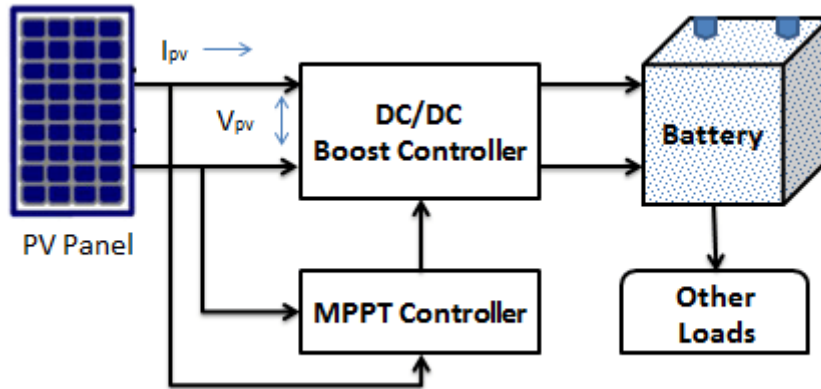 Ipv
Vpv
DC/DC
Boost Controller
Battery
PV Panel
MPPT Controller
Other
Loads